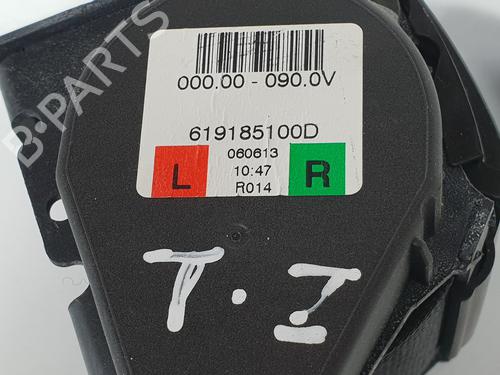 000.00 - 090.0V
619185100D
060613
L
10:47
R
R014
T. I
B-PARTS